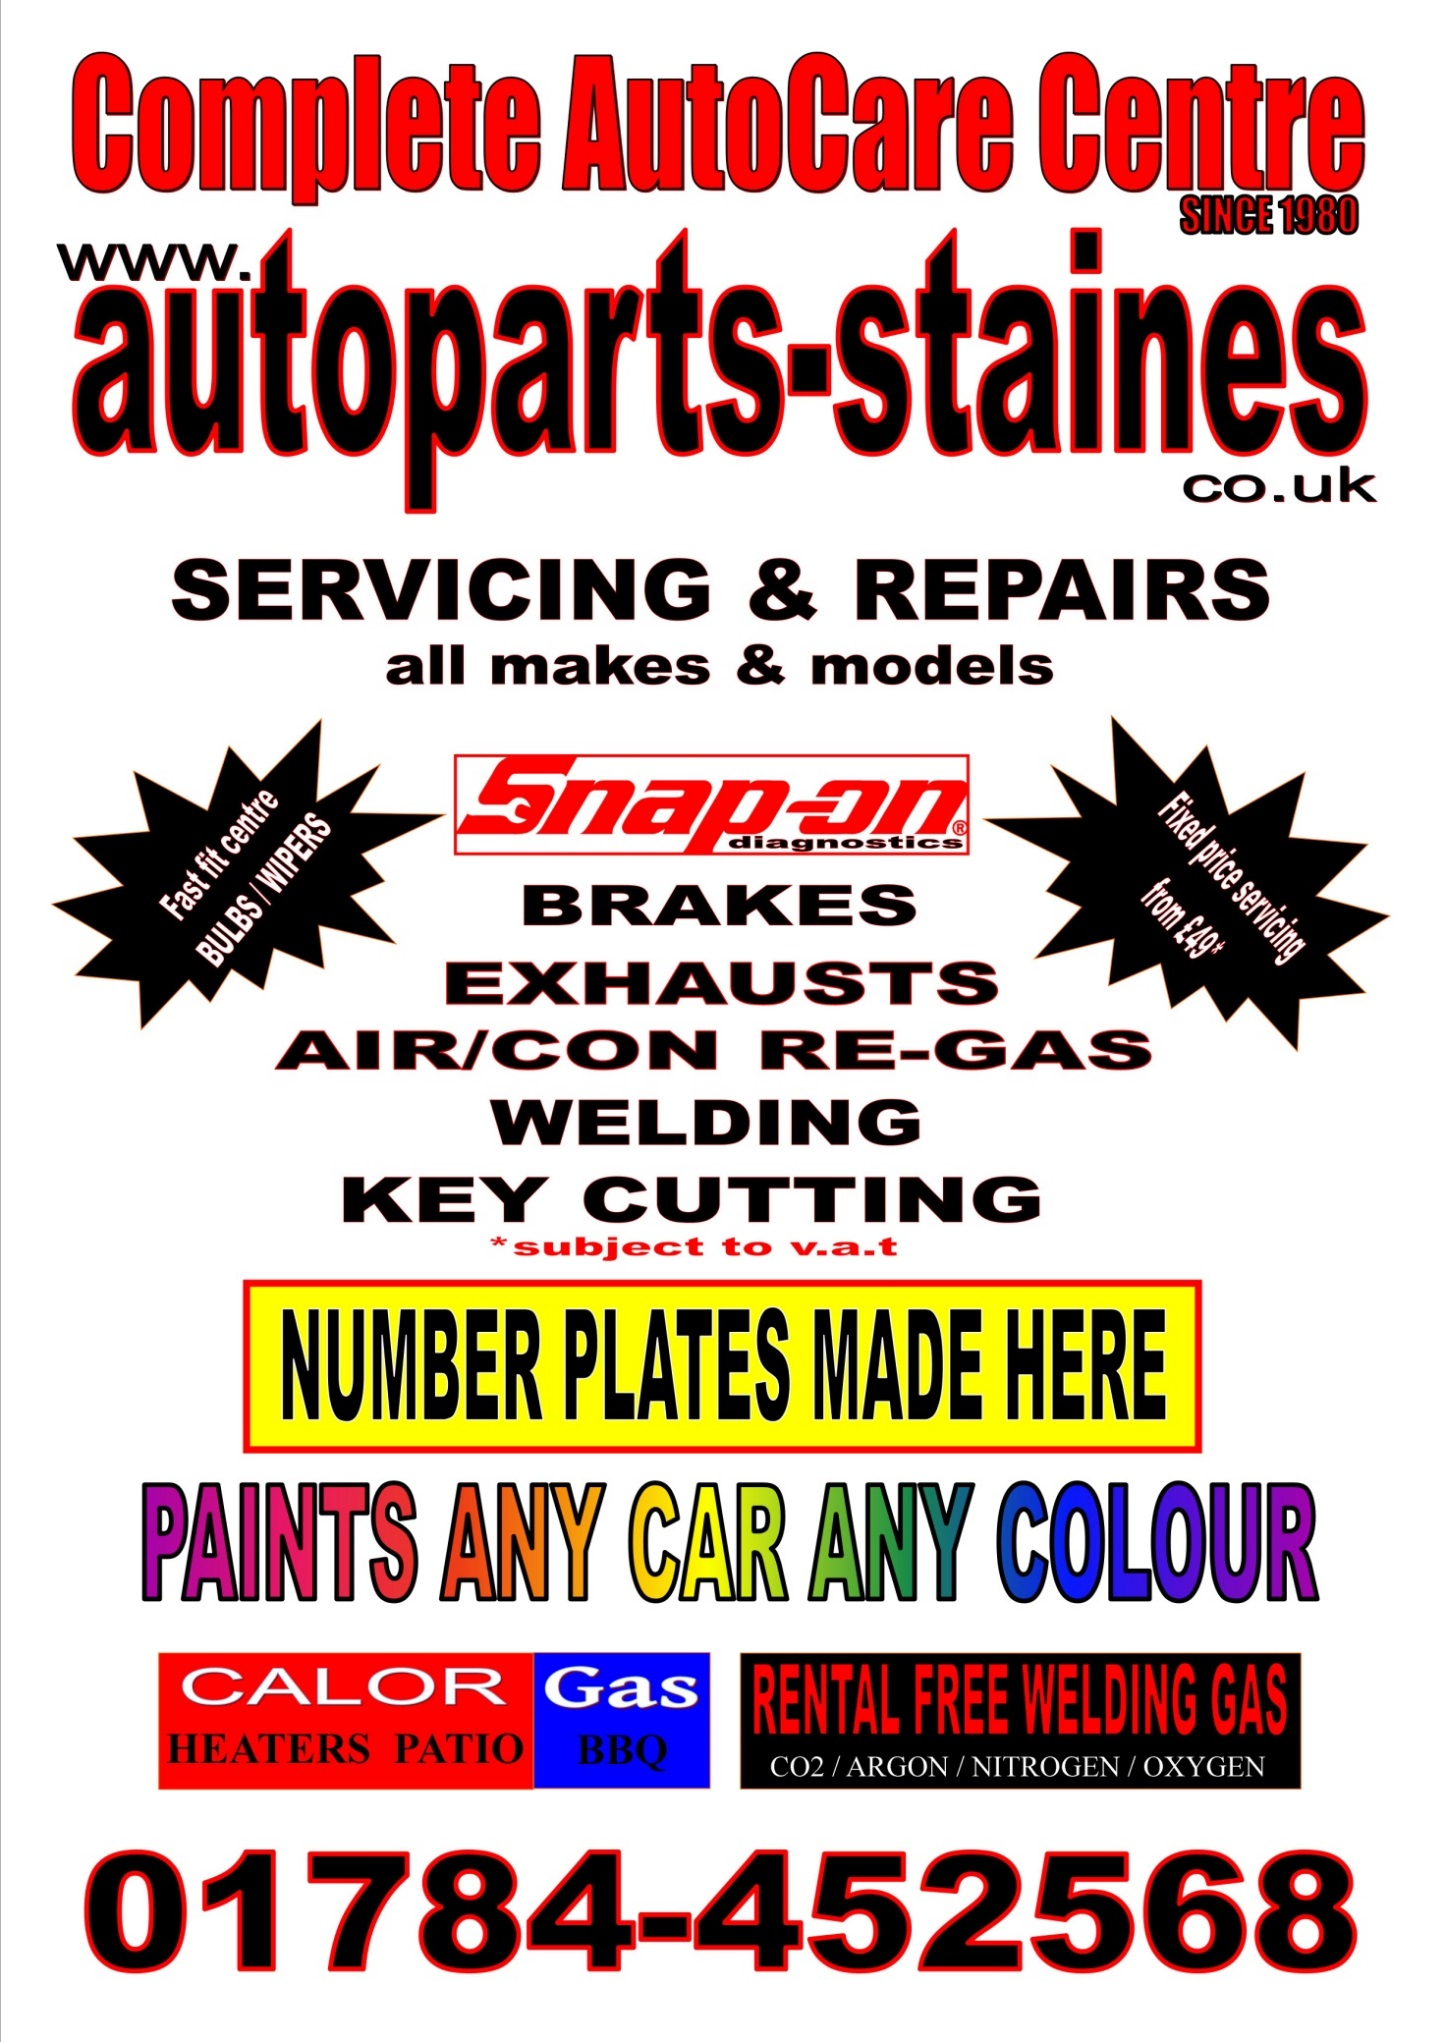 Complete AutoCare Centre
SINCE 1980
www.
autoparts-staines
co.uk
SERVICING & REPAIRS
all makes & models
Fast fit centre
BULBS / WIPERS
Snap-on®
diagnostics
Fixed price servicing
from £49*
BRAKES
EXHAUSTS
AIR/CON RE-GAS
WELDING
KEY CUTTING
*subject to v.a.t
NUMBER PLATES MADE HERE
PAINTS ANY CAR ANY COLOUR
CALOR Gas
HEATERS PATIO BBQ
RENTAL FREE WELDING GAS
CO2 / ARGON / NITROGEN / OXYGEN
01784-452568